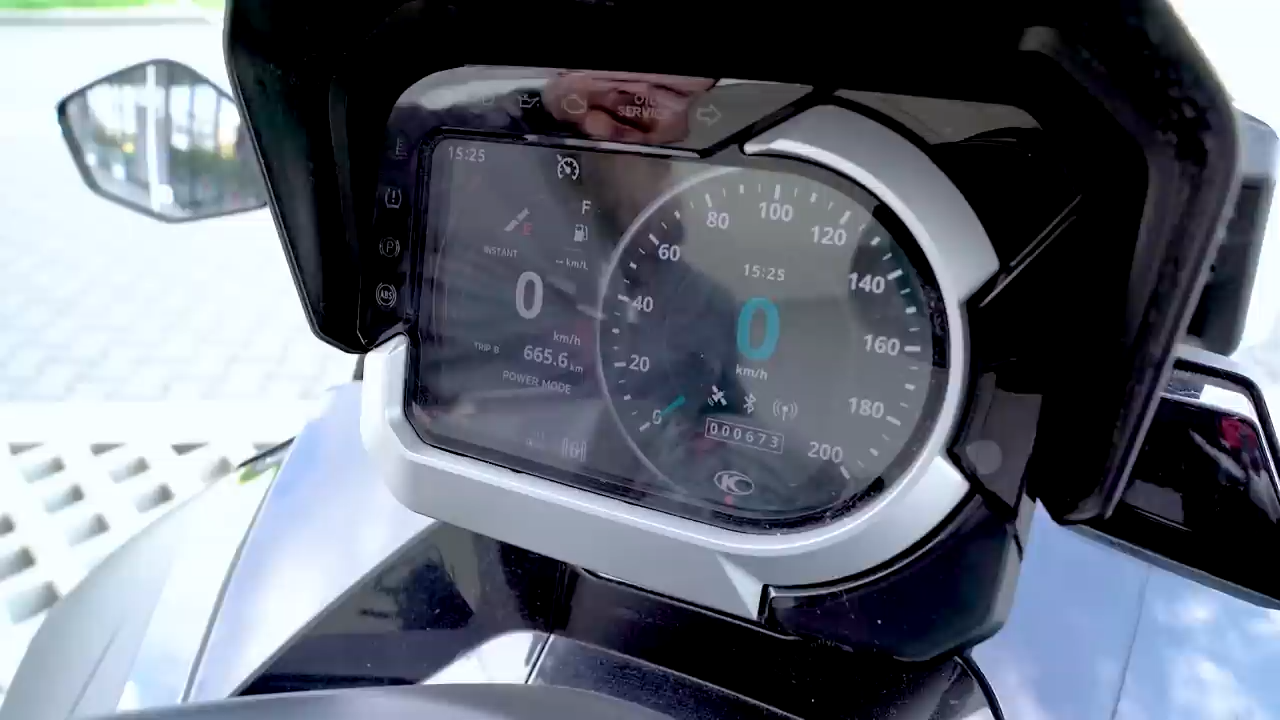 OIL
SERVICE
15:25
F
E
INSTANT
-- km/L
0
km/h
TRIP B
665.6 km
POWER MODE
P
ABS
0
20
40
60
80
100
120
140
160
180
200
15:25
0
km/h
000673
K